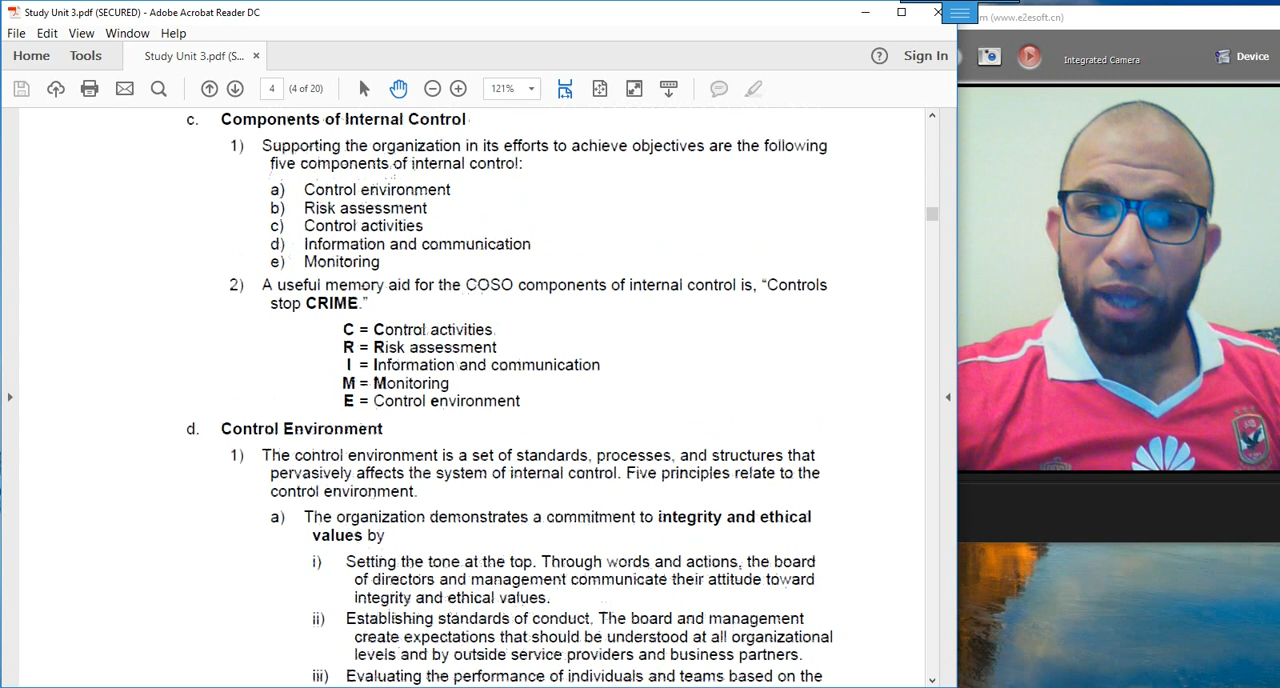 Study Unit 3.pdf (SECURED) - Adobe Acrobat Reader DC
m (www.e2esoft.cn)
File Edit View Window Help
Home Tools Study Unit 3.pdf (S... × Sign In
Integrated Camera Device
4 (4 of 20) 121%
c. Components of Internal Control
1) Supporting the organization in its efforts to achieve objectives are the following
five components of internal control:
a) Control environment
b) Risk assessment
c) Control activities
d) Information and communication
e) Monitoring
2) A useful memory aid for the COSO components of internal control is, “Controls
stop CRIME.”
C = Control activities
R = Risk assessment
I = Information and communication
M = Monitoring
E = Control environment
d. Control Environment
1) The control environment is a set of standards, processes, and structures that
pervasively affects the system of internal control. Five principles relate to the
control environment.
a) The organization demonstrates a commitment to integrity and ethical
values by
i) Setting the tone at the top. Through words and actions, the board
of directors and management communicate their attitude toward
integrity and ethical values.
ii) Establishing standards of conduct. The board and management
create expectations that should be understood at all organizational
levels and by outside service providers and business partners.
iii) Evaluating the performance of individuals and teams based on the